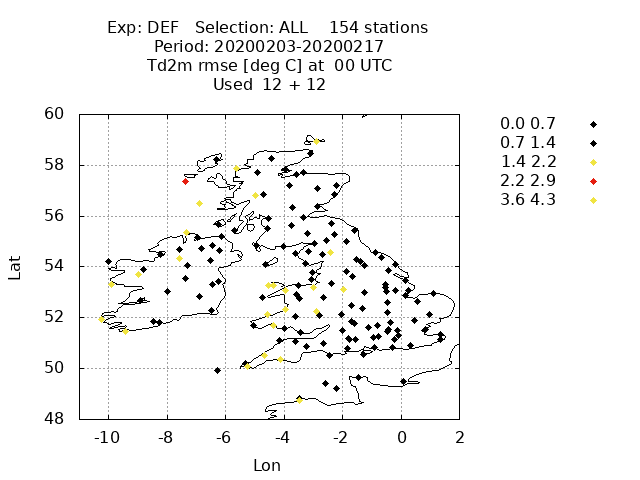 Exp: DEF   Selection: ALL    154 stations
Period: 20200203-20200217
Td2m rmse [deg C] at  00 UTC
Used  12 + 12
0.0 0.7
0.7 1.4
1.4 2.2
2.2 2.9
3.6 4.3
60
58
56
54
52
50
48
Lat
-10 -8 -6 -4 -2 0 2
Lon